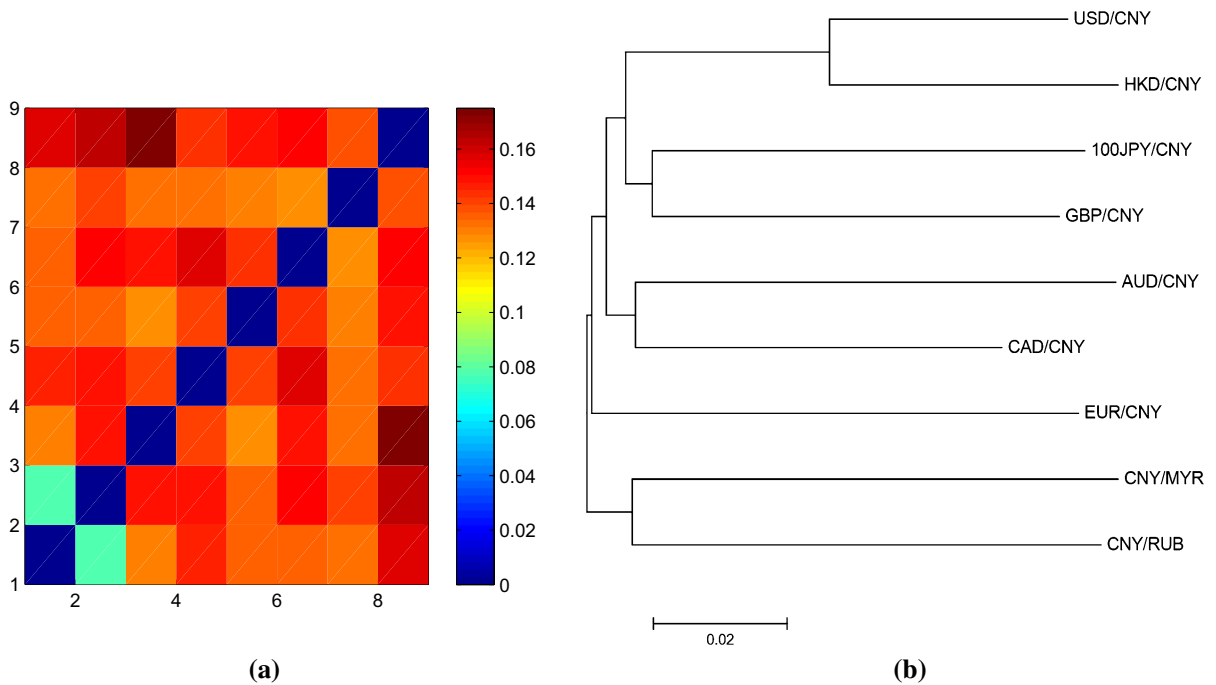 9
8
7
6
5
4
3
2
1
2 4 6 8
0.16
0.14
0.12
0.1
0.08
0.06
0.04
0.02
0
(a)
USD/CNY
HKD/CNY
100JPY/CNY
GBP/CNY
AUD/CNY
CAD/CNY
EUR/CNY
CNY/MYR
CNY/RUB
0.02
(b)